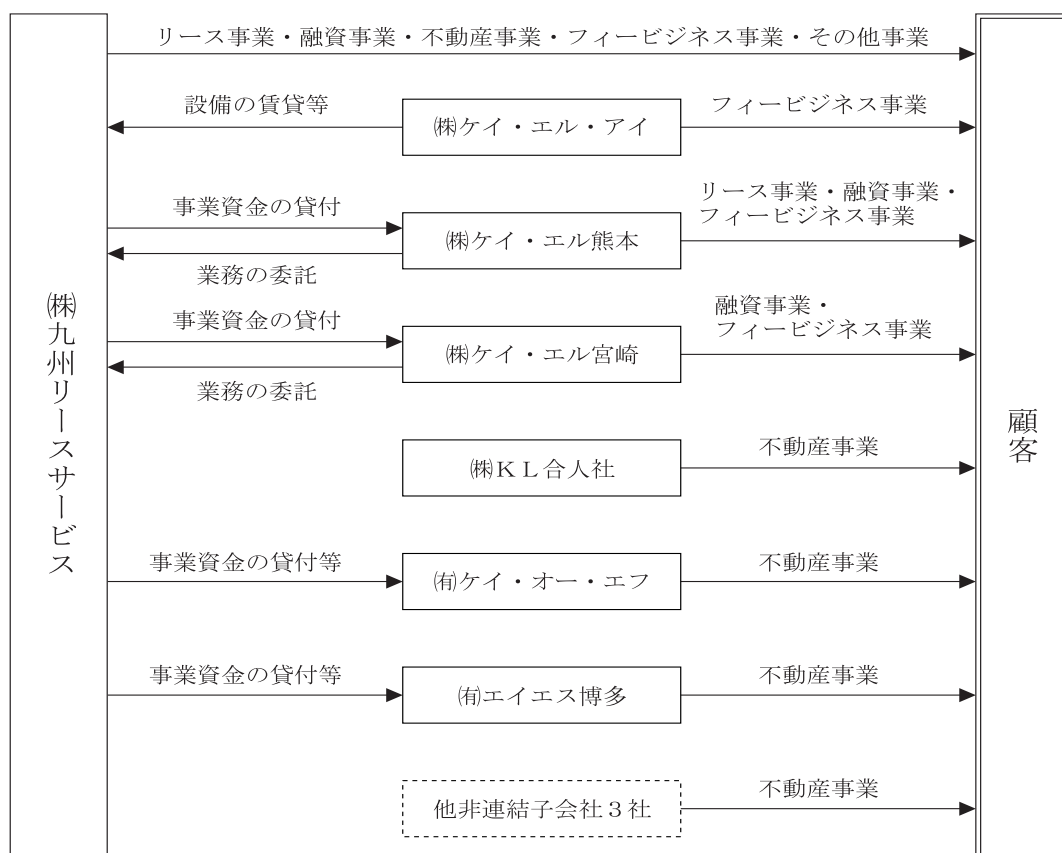 リース事業・融資事業・不動産事業・フィービジネス事業・その他事業
設備の賃貸等
㈱ケイ・エル・アイ
フィービジネス事業
事業資金の貸付
業務の委託
㈱ケイ・エル熊本
リース事業・融資事業・
フィービジネス事業
事業資金の貸付
業務の委託
㈱ケイ・エル宮崎
融資事業・
フィービジネス事業
㈱九州リースサービス
顧客
㈱ＫＬ合人社
不動産事業
事業資金の貸付等
㈲ケイ・オー・エフ
不動産事業
事業資金の貸付等
㈲エイエス博多
不動産事業
他非連結子会社３社
不動産事業